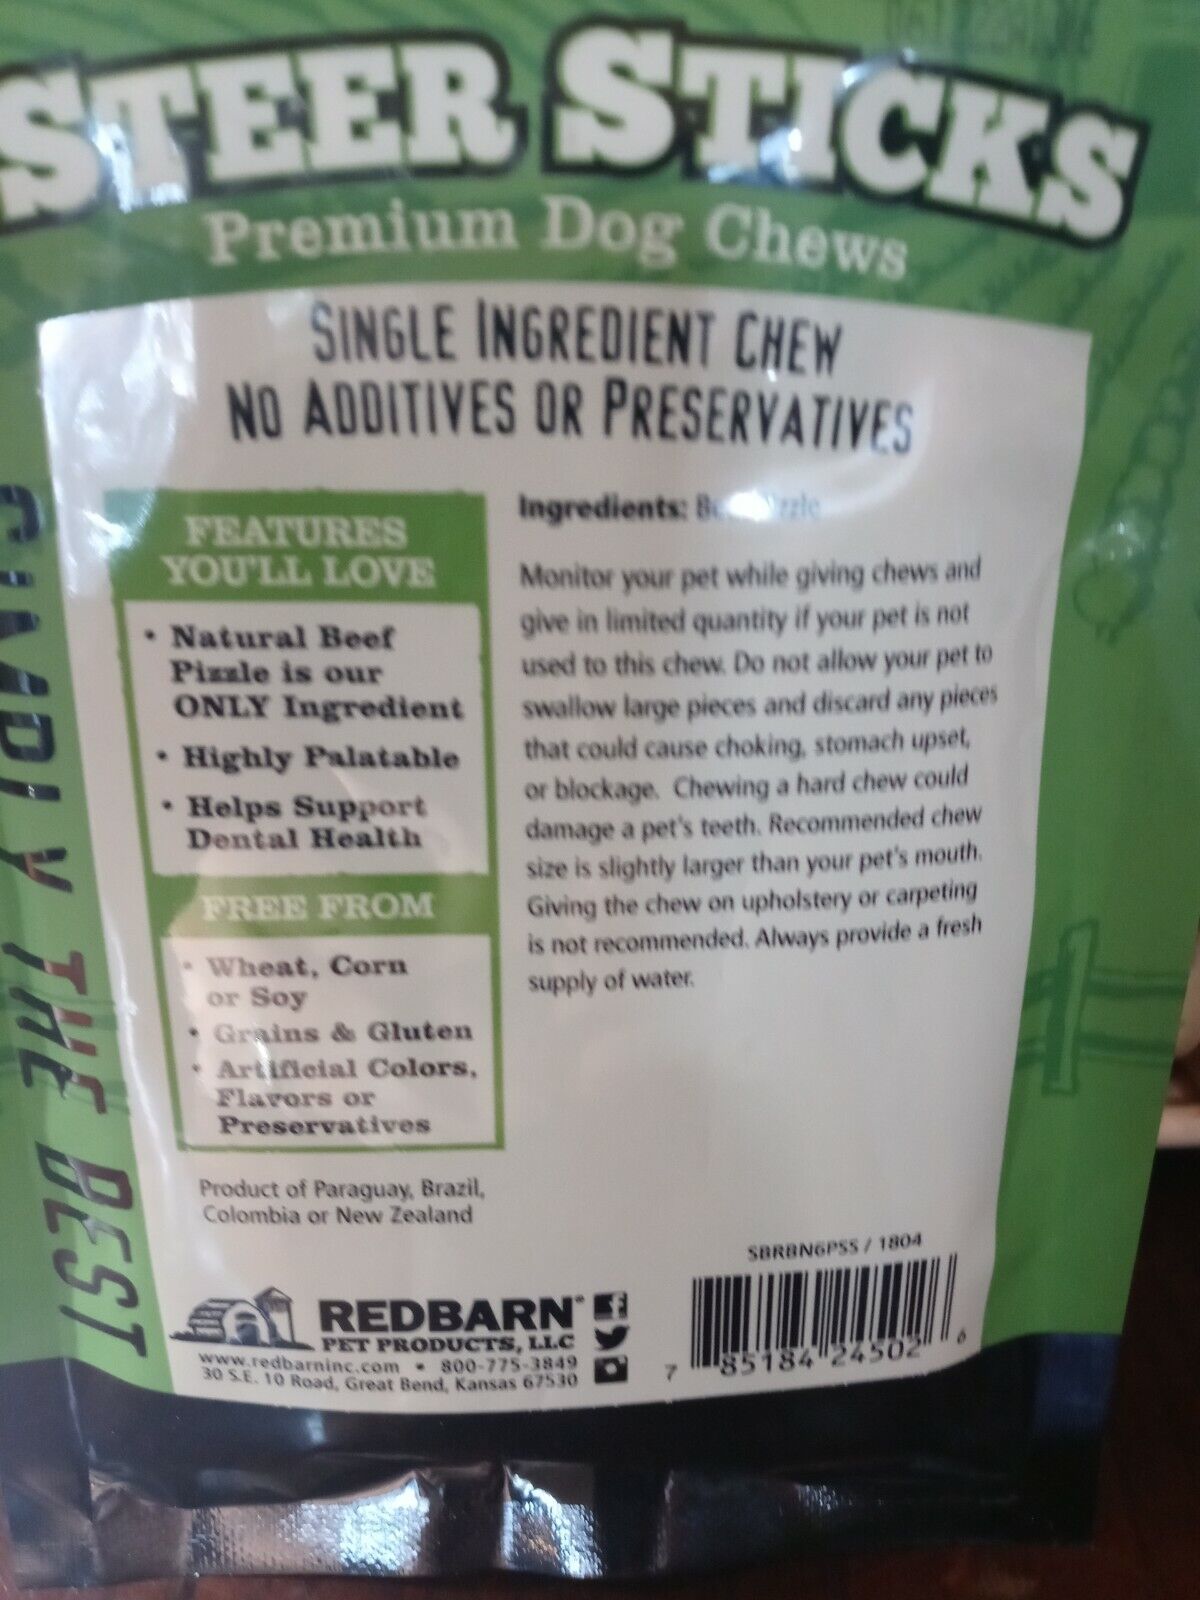 STEER STICKS
Premium Dog Chews
SINGLE INGREDIENT CHEW
NO ADDITIVES OR PRESERVATIVES
SIMPLY THE BEST
FEATURES
YOU'LL LOVE
• Natural Beef
Pizzle is our
ONLY Ingredient
• Highly Palatable
• Helps Support
Dental Health
FREE FROM
• Wheat, Corn
or Soy
• Grains & Gluten
• Artificial Colors,
Flavors or
Preservatives
Product of Paraguay, Brazil,
Colombia or New Zealand
Ingredients:
Monitor your pet while giving chews and
give in limited quantity if your pet is not
used to this chew. Do not allow your pet to
swallow large pieces and discard any pieces
that could cause choking, stomach upset,
or blockage. Chewing a hard chew could
damage a pet's teeth. Recommended chew
size is slightly larger than your pet's mouth.
Giving the chew on upholstery or carpeting
is not recommended. Always provide a fresh
supply of water.
REDBARN
PET PRODUCTS, LLC
www.redbarninc.com • 800-775-3849
30 S.E. 10 Road, Great Bend, Kansas 67530
SBRBN6PSS / 1804
7 85184 24502 6